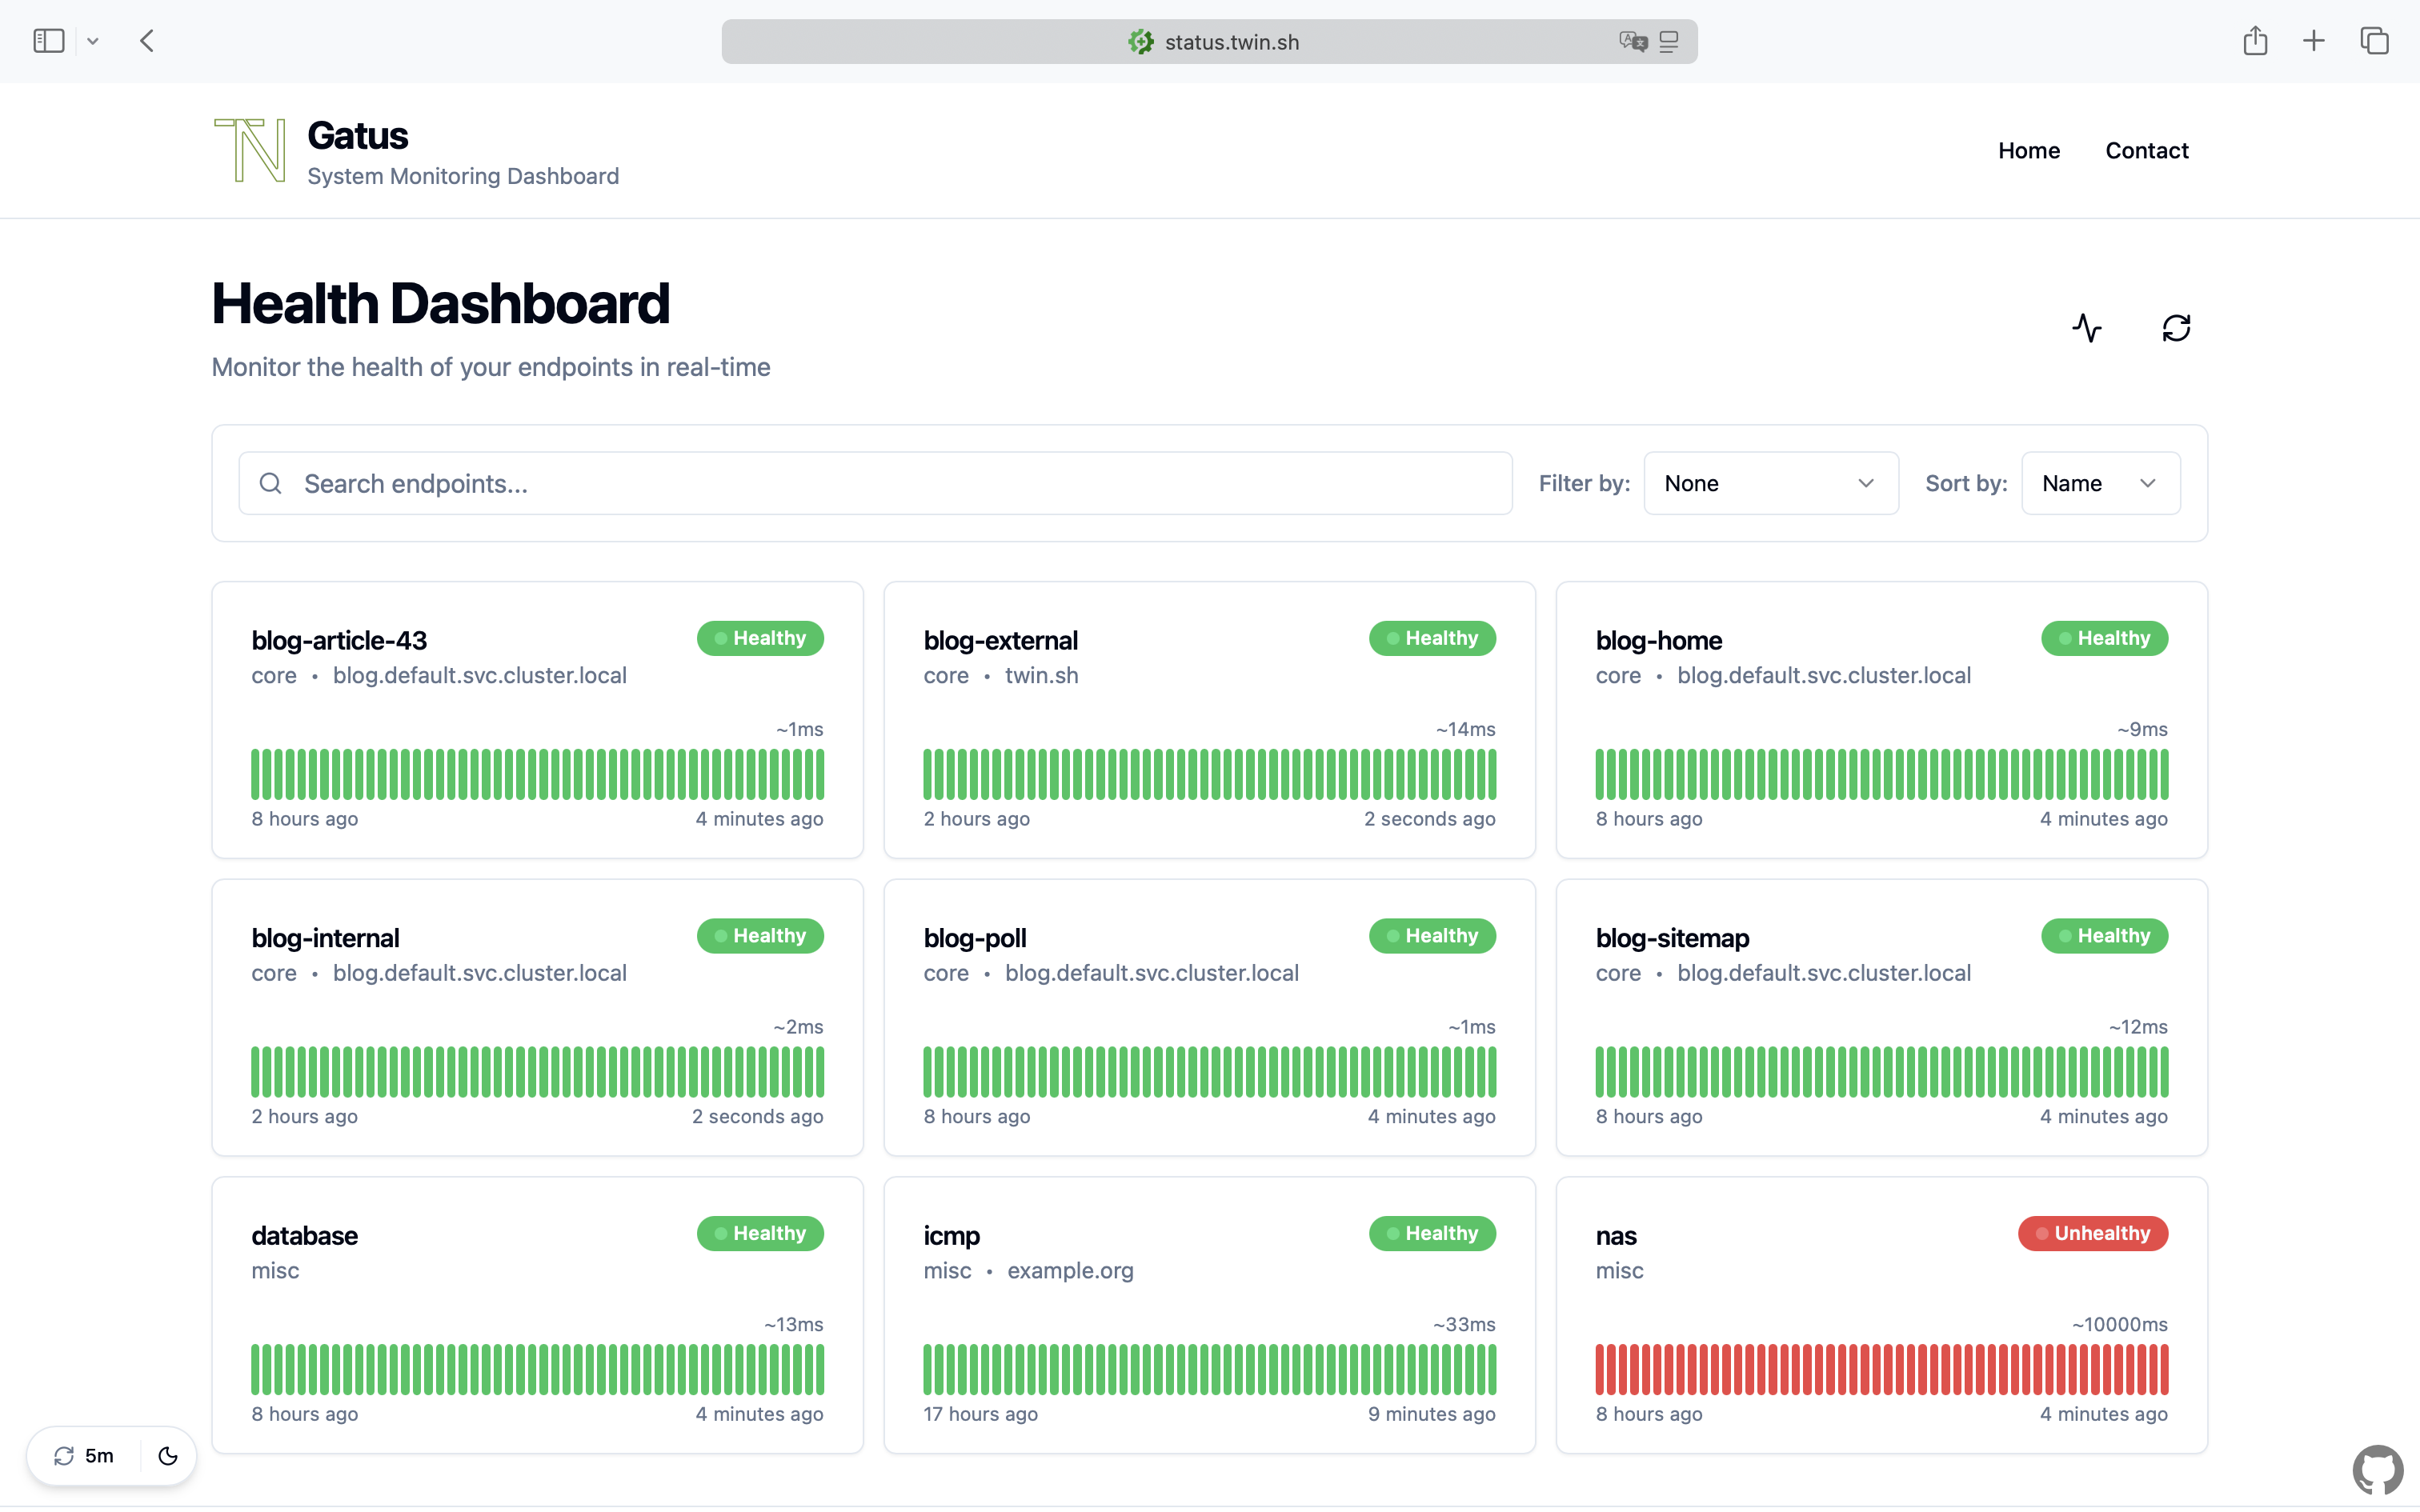 status.twin.sh
TN
Gatus
System Monitoring Dashboard
Home
Contact
Health Dashboard
Monitor the health of your endpoints in real-time
Search endpoints...
Filter by:
None
Sort by:
Name
blog-article-43
Healthy
core • blog.default.svc.cluster.local
~1ms
8 hours ago
4 minutes ago
blog-external
Healthy
core • twin.sh
~14ms
2 hours ago
2 seconds ago
blog-home
Healthy
core • blog.default.svc.cluster.local
~9ms
8 hours ago
4 minutes ago
blog-internal
Healthy
core • blog.default.svc.cluster.local
~2ms
2 hours ago
2 seconds ago
blog-poll
Healthy
core • blog.default.svc.cluster.local
~1ms
8 hours ago
4 minutes ago
blog-sitemap
Healthy
core • blog.default.svc.cluster.local
~12ms
8 hours ago
4 minutes ago
database
Healthy
misc
~13ms
8 hours ago
4 minutes ago
icmp
Healthy
misc • example.org
~33ms
17 hours ago
9 minutes ago
nas
Unhealthy
misc
~10000ms
8 hours ago
4 minutes ago
5m